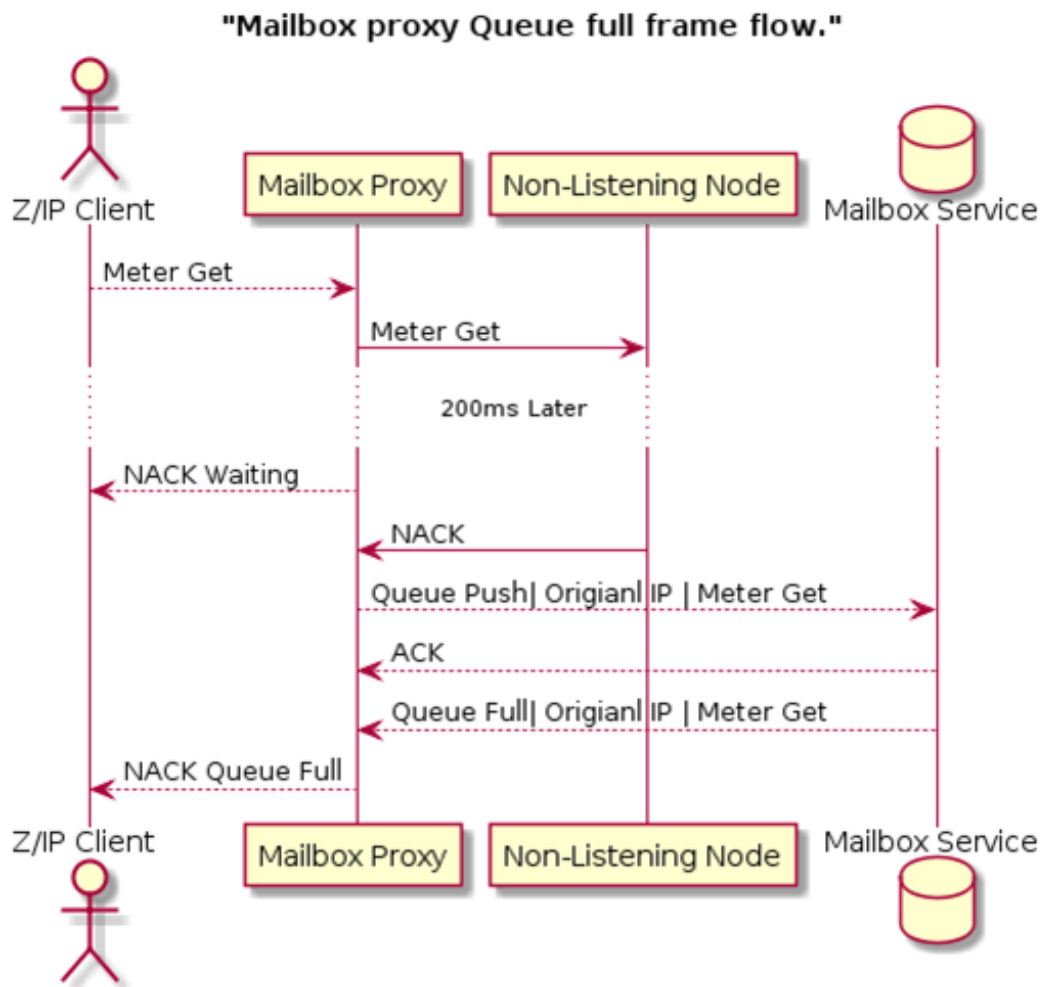 "Mailbox proxy Queue full frame flow."
Z/IP Client
Mailbox Proxy
Non-Listening Node
Mailbox Service
Meter Get
Meter Get
200ms Later
NACK Waiting
NACK
Queue Push| Origianl IP | Meter Get
ACK
Queue Full| Origianl IP | Meter Get
NACK Queue Full
Z/IP Client
Mailbox Proxy
Non-Listening Node
Mailbox Service